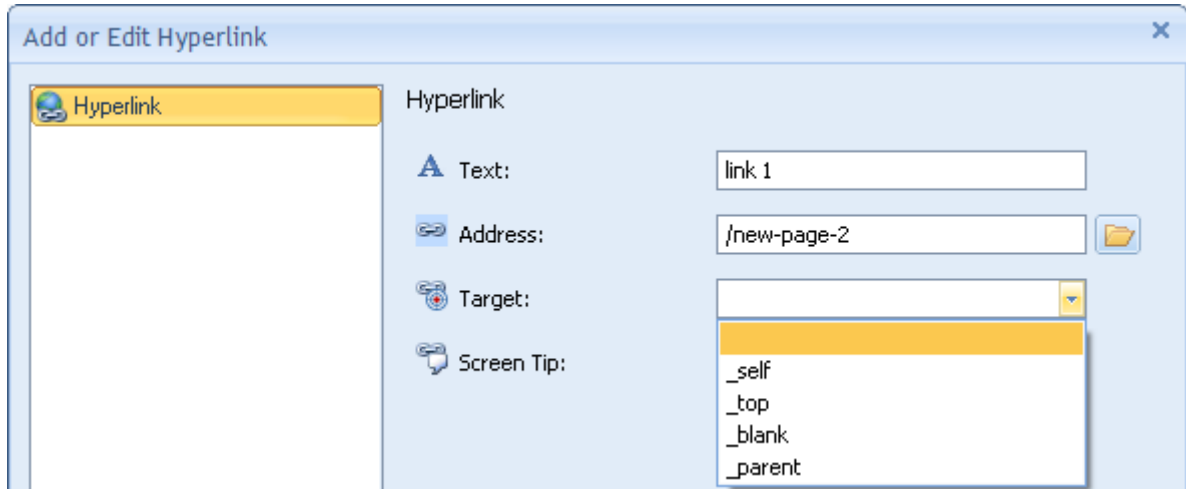 Add or Edit Hyperlink
Hyperlink
Hyperlink
Text:
link 1
Address:
/new-page-2
Target:
Screen Tip:
_self
_top
_blank
_parent